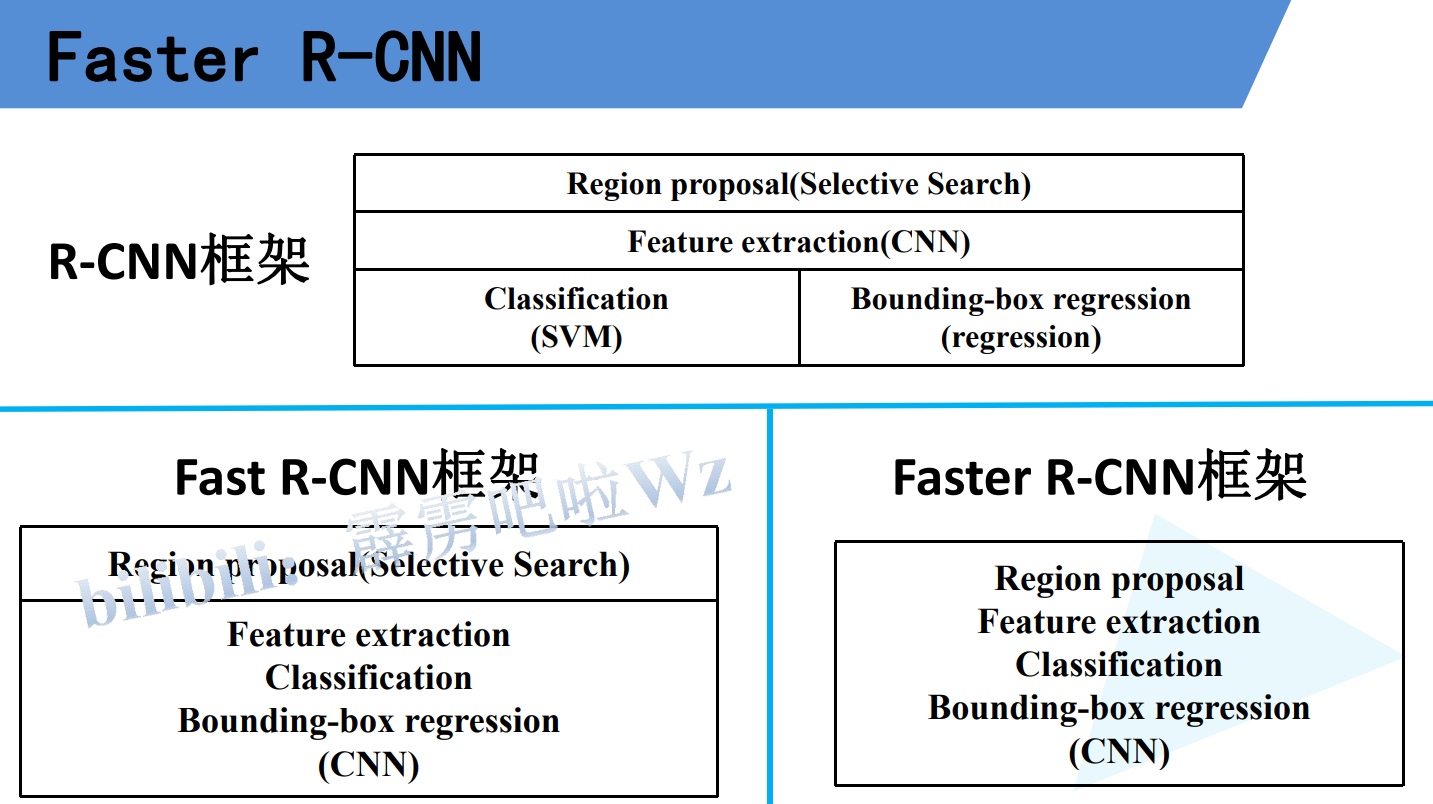 Faster R-CNN
R-CNN框架
Region proposal(Selective Search)
Feature extraction(CNN)
Classification
(SVM)
Bounding-box regression
(regression)
Fast R-CNN框架
Region proposal(Selective Search)
Feature extraction
Classification
Bounding-box regression
(CNN)
bilibili: 霹雳吧啦Wz
Faster R-CNN框架
Region proposal
Feature extraction
Classification
Bounding-box regression
(CNN)